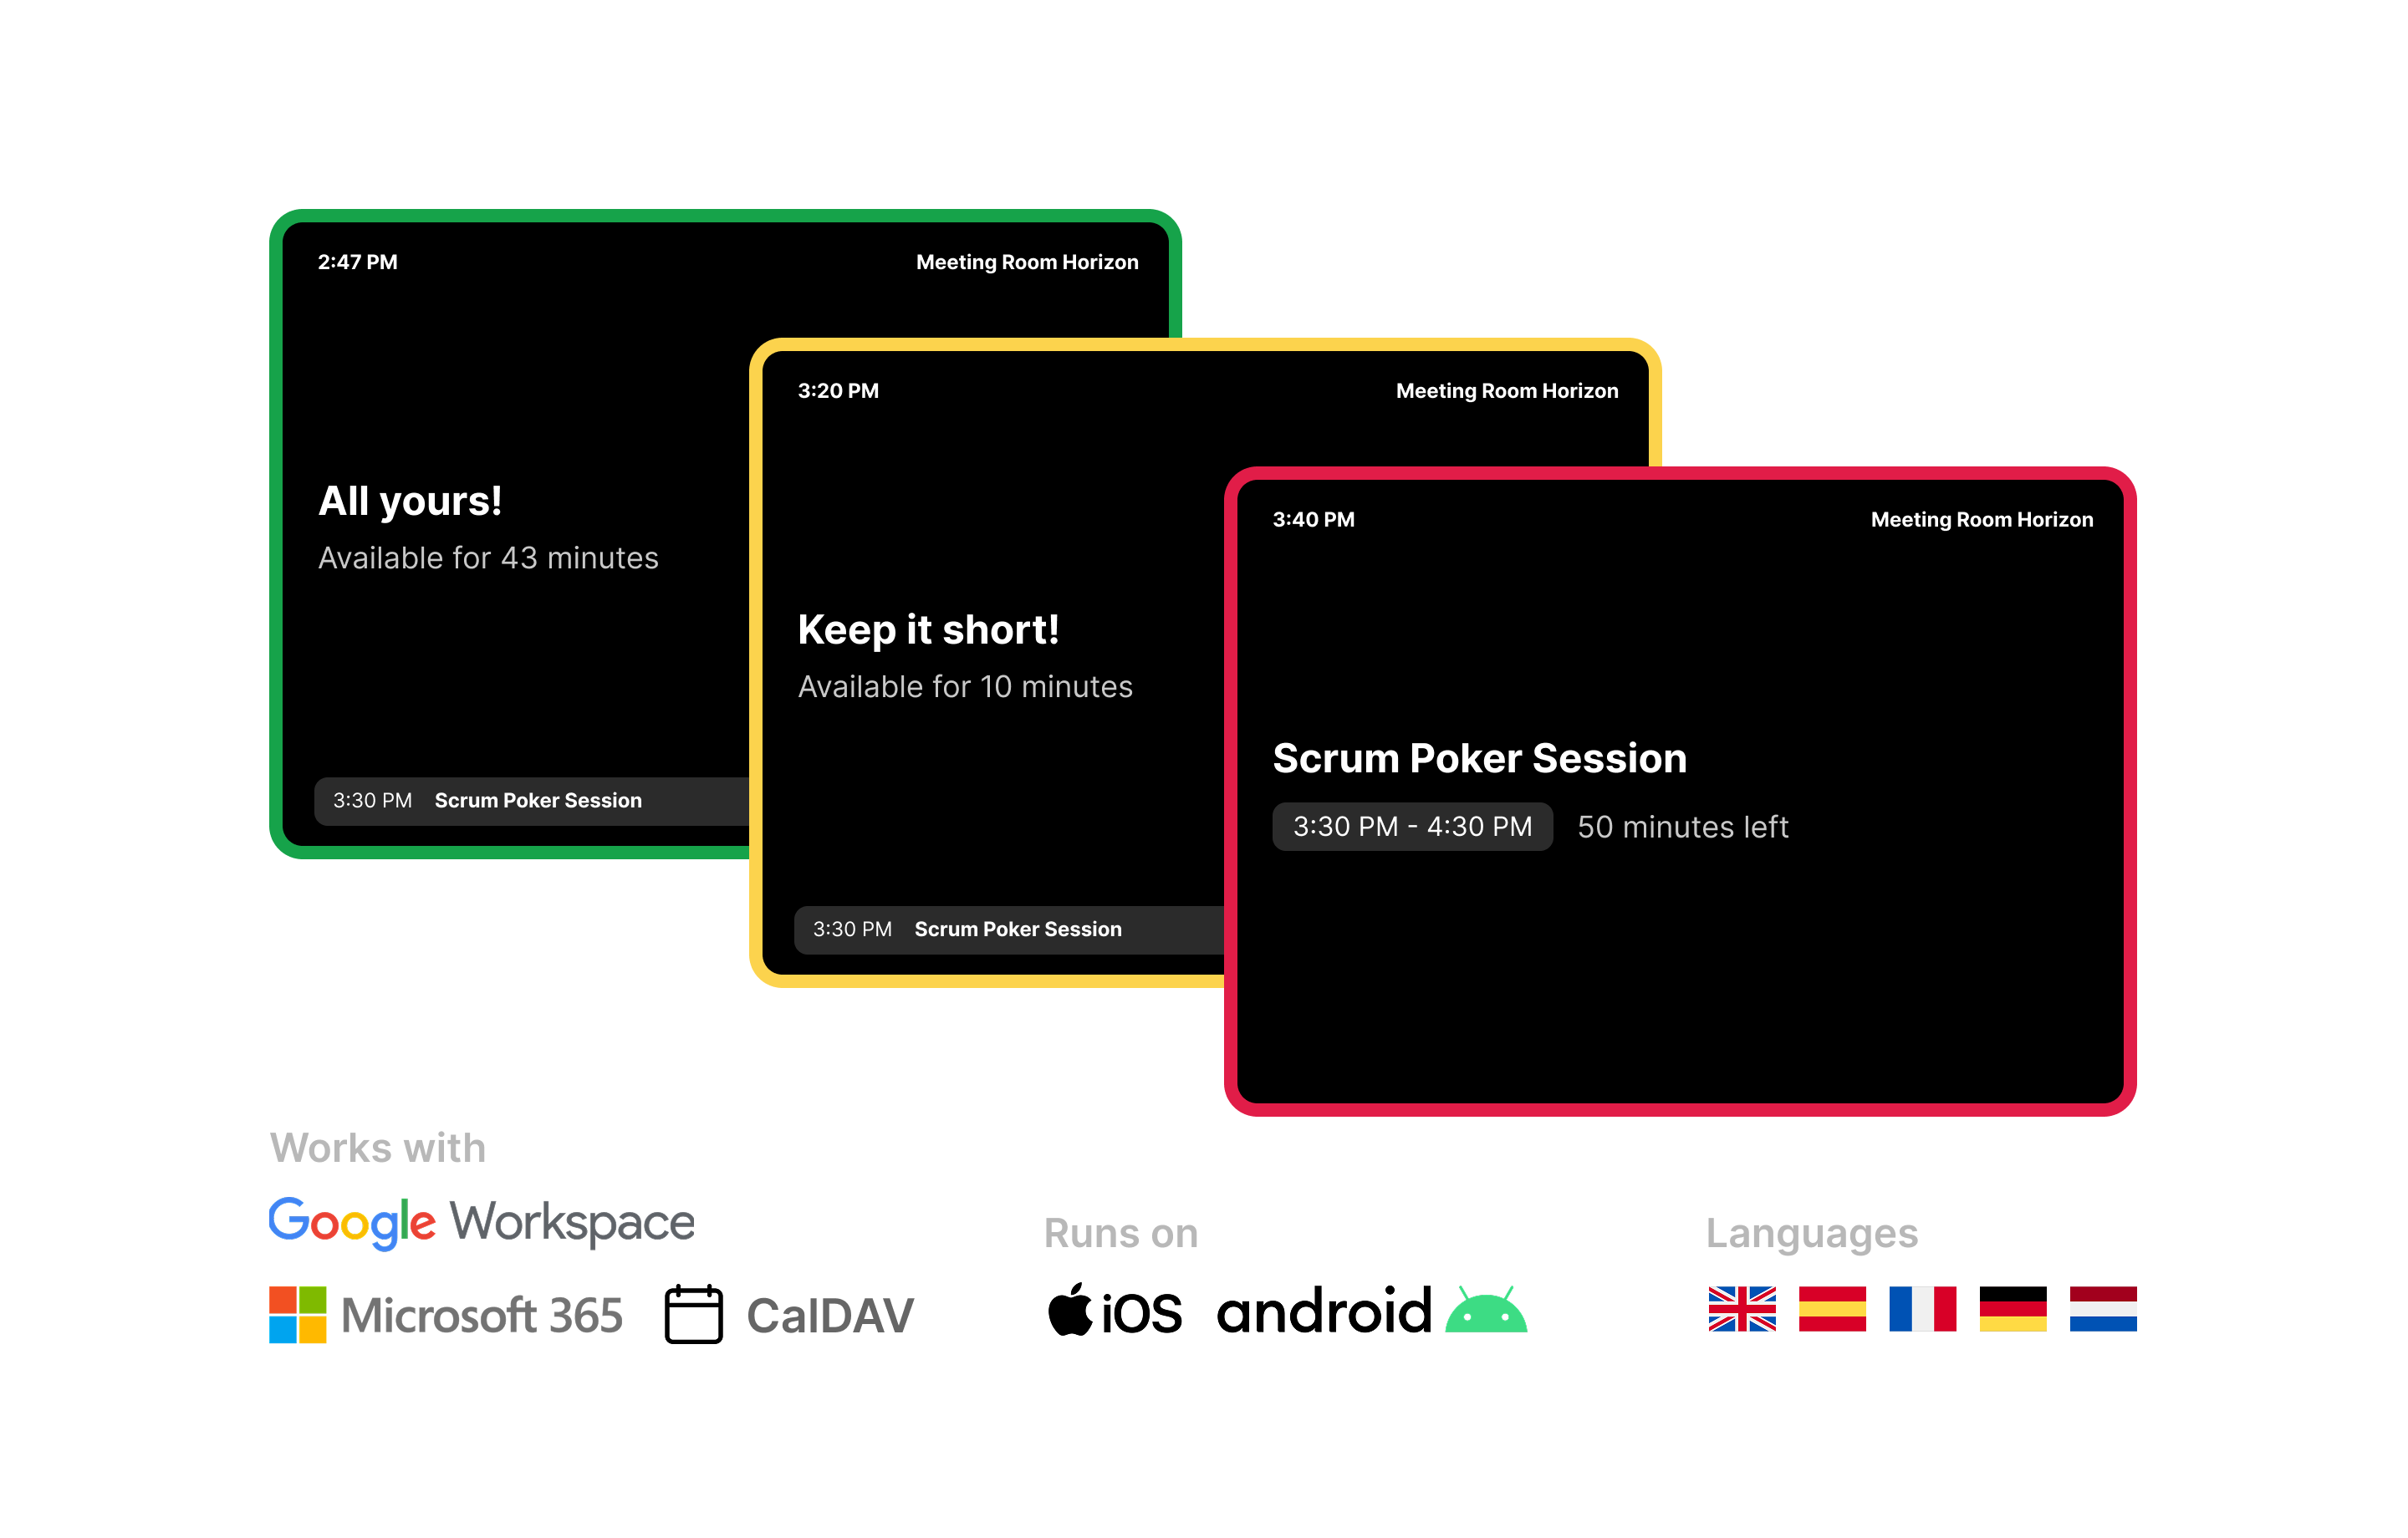 2:47 PM Meeting Room Horizon
All yours!
Available for 43 minutes
3:30 PM Scrum Poker Session
3:20 PM Meeting Room Horizon
Keep it short!
Available for 10 minutes
3:30 PM Scrum Poker Session
3:40 PM Meeting Room Horizon
Scrum Poker Session
3:30 PM - 4:30 PM 50 minutes left
Works with
Google Workspace
Microsoft 365 CalDAV
Runs on
iOS android
Languages